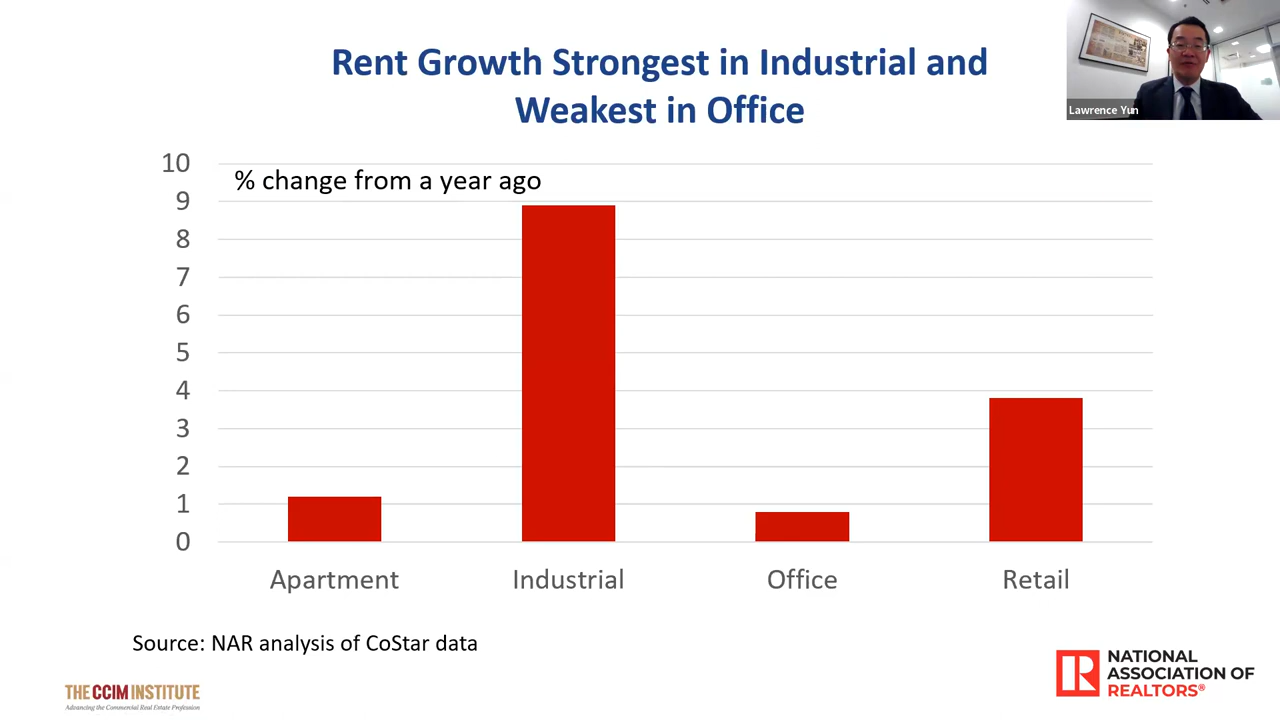 Rent Growth Strongest in Industrial and
Weakest in Office
Lawrence Yun
% change from a year ago
10
9
8
7
6
5
4
3
2
1
0
Apartment
Industrial
Office
Retail
Source: NAR analysis of CoStar data
THE CCIM INSTITUTE
Advancing the Commercial Real Estate Profession
NATIONAL
ASSOCIATION OF
REALTORS®